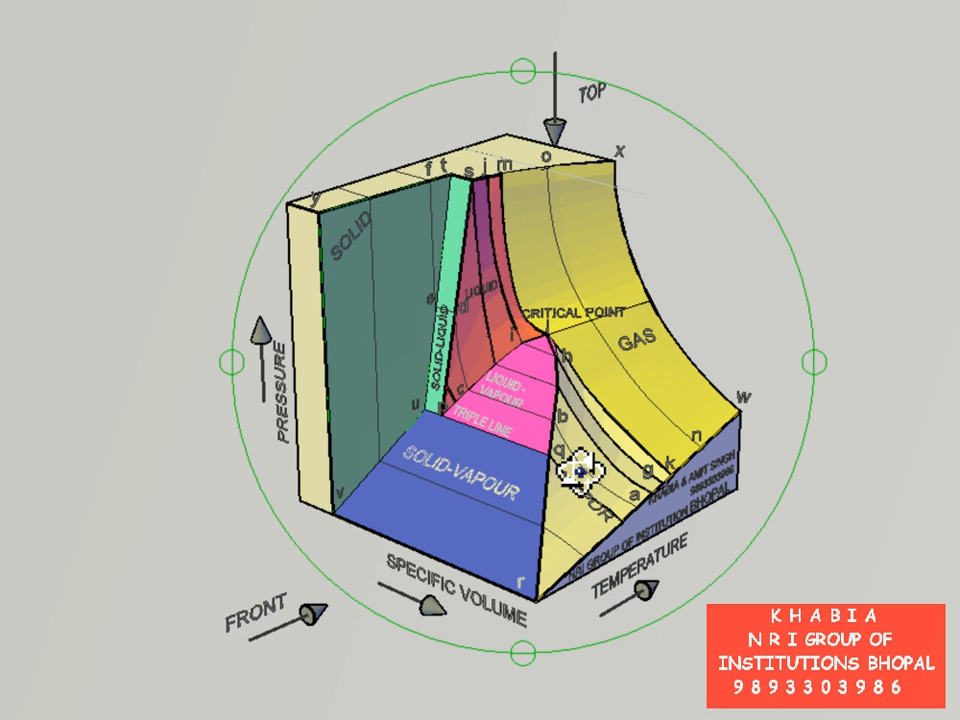 TOP
x
o
f t s j m
y
SOLID
e
d
LIQUID
CRITICAL POINT
SOLID-LIQUID
i
GAS
h
PRESSURE
LIQUID-
VAPOUR
c
w
u
p
TRIPLE LINE
b
n
SOLID-VAPOUR
q
g
k
v
a
KHABIA & AMIT SINGH
9893303986
NRI GROUP OF INSTITUTION BHOPAL
r
SPECIFIC VOLUME
TEMPERATURE
FRONT
K H A B I A
N R I GROUP OF
INSTITUTIONS BHOPAL
9 8 9 3 3 0 3 9 8 6